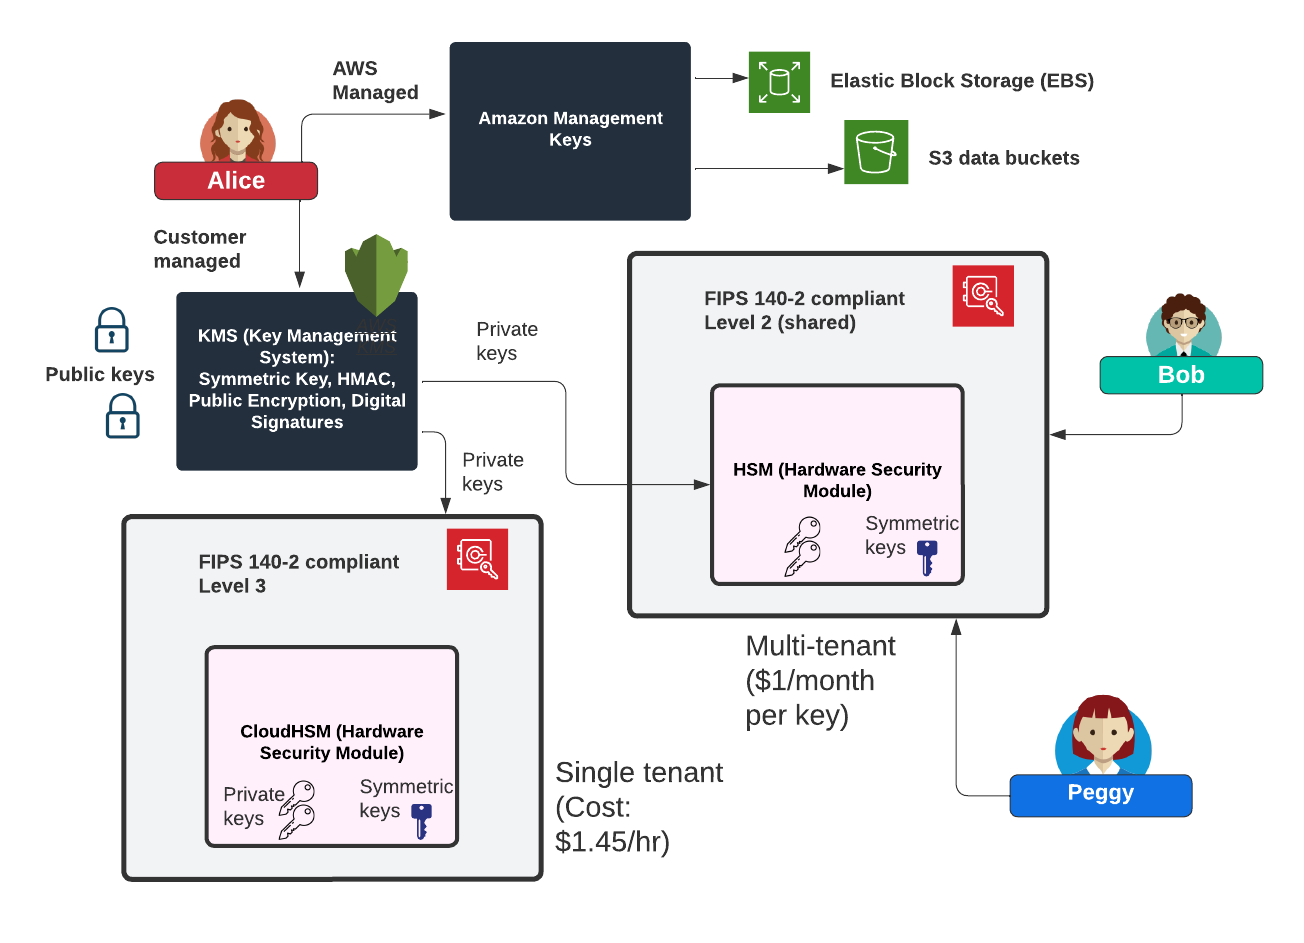 AWS
Managed
Amazon Management
Keys
Elastic Block Storage (EBS)
S3 data buckets
Alice
Customer
managed
KMS (Key Management
System):
Symmetric Key, HMAC,
Public Encryption, Digital
Signatures
AWS
KMS
Public keys
Private
keys
Private
keys
FIPS 140-2 compliant
Level 2 (shared)
HSM (Hardware Security
Module)
Symmetric
keys
Bob
FIPS 140-2 compliant
Level 3
CloudHSM (Hardware
Security Module)
Private
keys
Symmetric
keys
Multi-tenant
($1/month
per key)
Single tenant
(Cost:
$1.45/hr)
Peggy